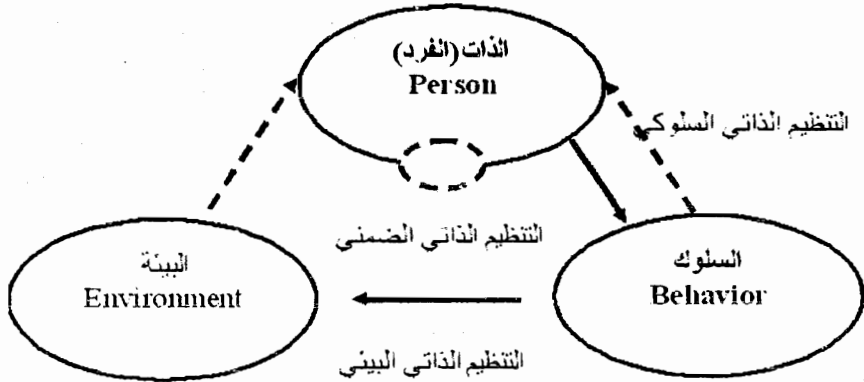 الذات (الفرد)
Person
التنظيم الذاتي السلوكي
التنظيم الذاتي الضمني
البيئة
Environment
السلوك
Behavior
التنظيم الذاتي البيئي